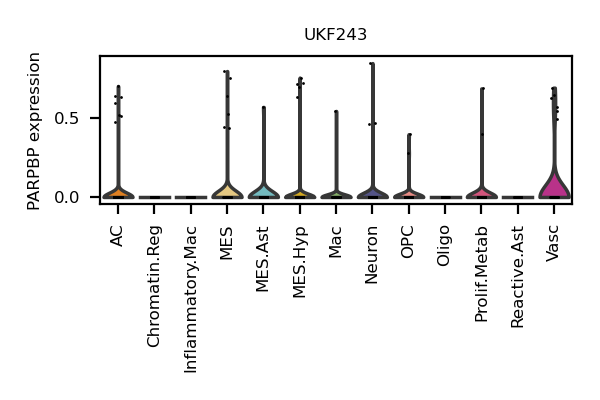 UKF243
PARPBP expression
0.5
0.0
AC
Chromatin.Reg
Inflammatory.Mac
MES
MES.Ast
MES.Hyp
Mac
Neuron
OPC
Oligo
Prolif.Metab
Reactive.Ast
Vasc